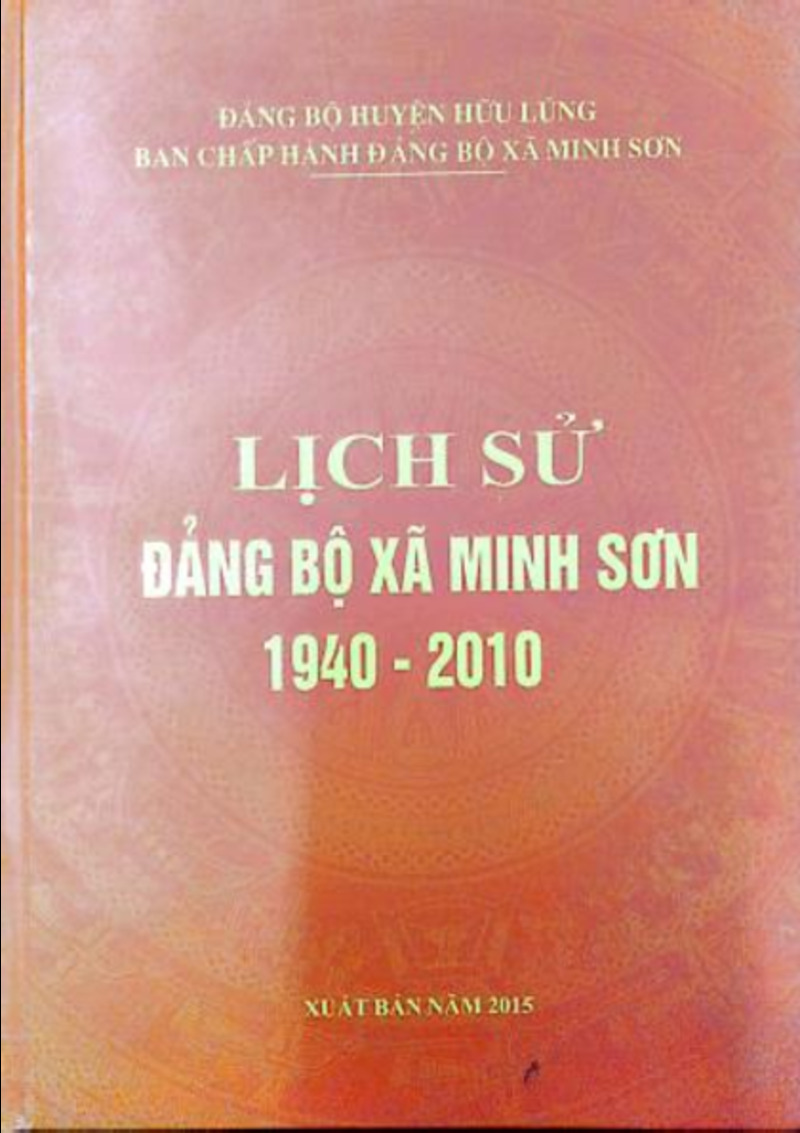 ĐẢNG BỘ HUYỆN HỮU LŨNG
BAN CHẤP HÀNH ĐẢNG BỘ XÃ MINH SƠN
LỊCH SỬ
ĐẢNG BỘ XÃ MINH SƠN
1940 - 2010
XUẤT BẢN NĂM 2015